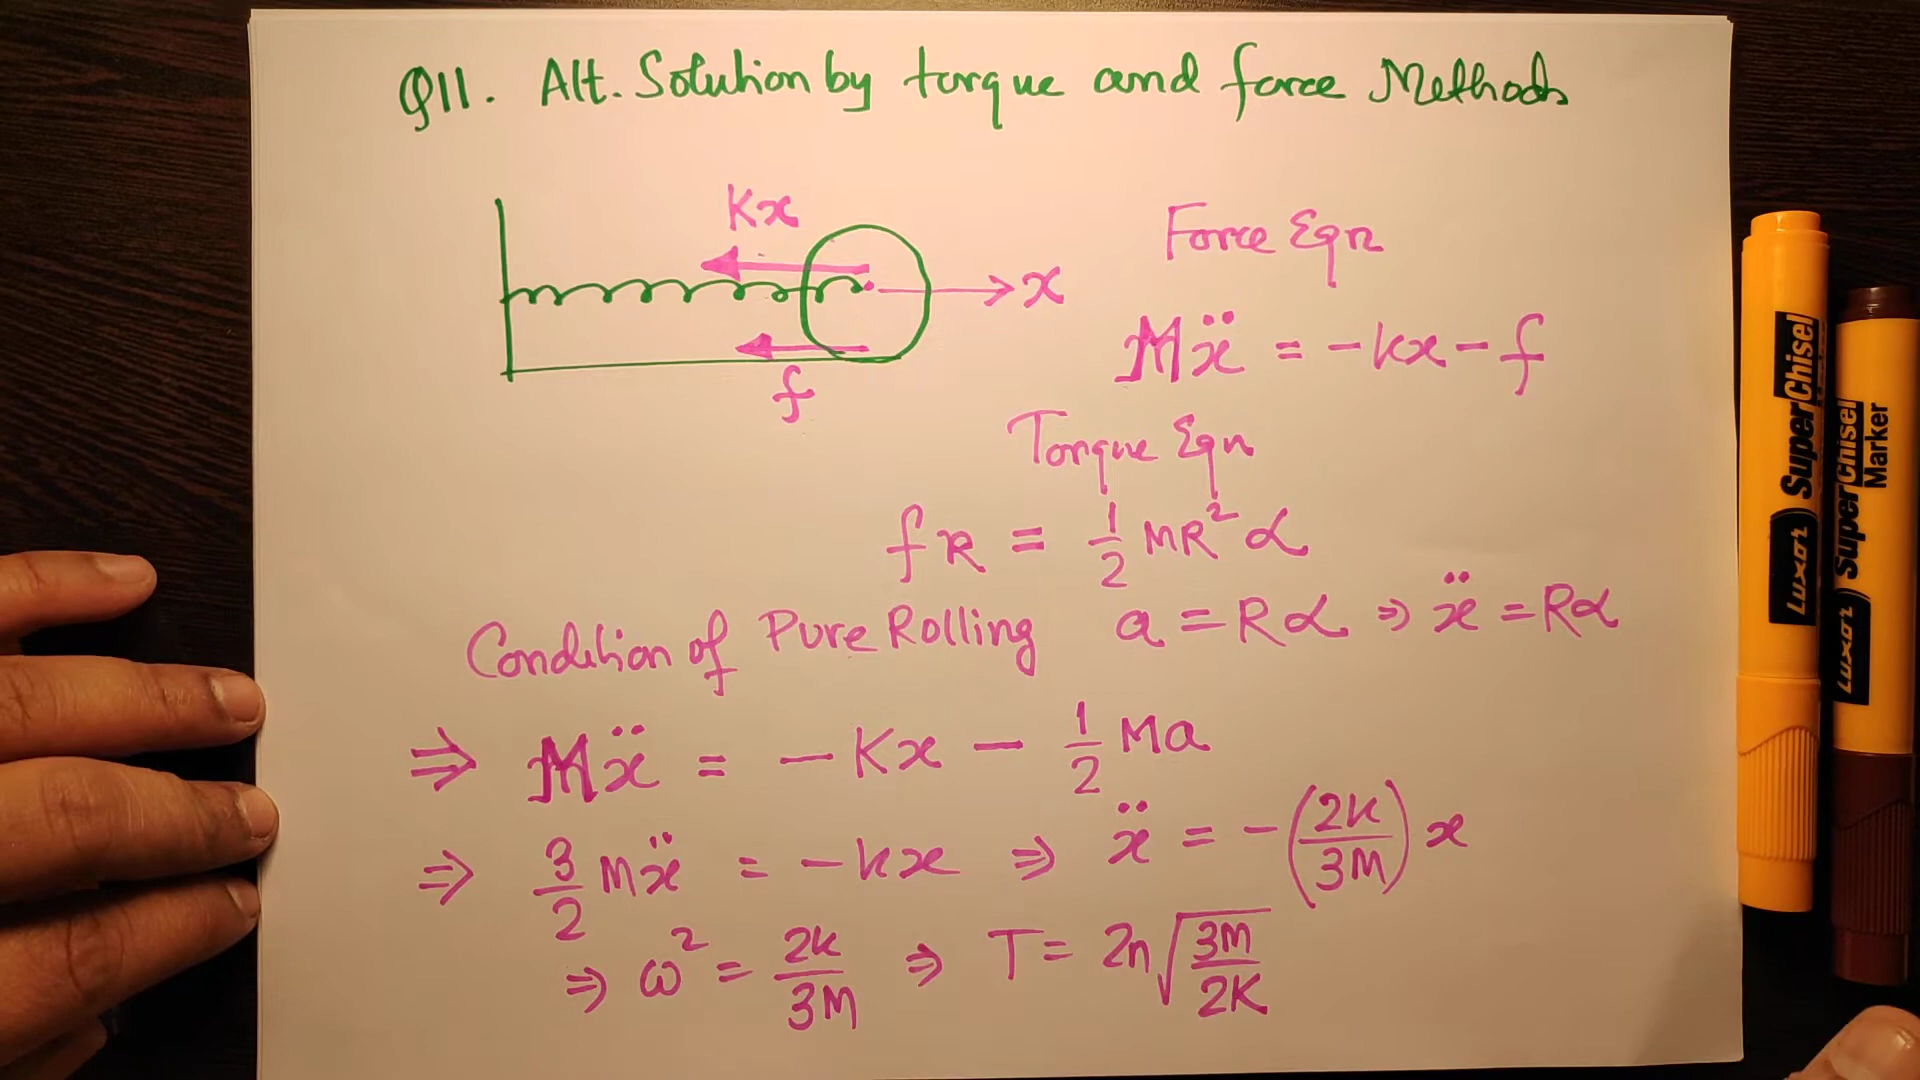 Q11. Alt. Solution by torque and force Methods
Kx
x
f
Force Eqn
Mẍ = -kx - f
Torque Eqn
fR = 1/2 MR² α
Condition of Pure Rolling a = Rα ⇒ ẍ = Rα
⇒ Mẍ = - Kx - 1/2 Ma
⇒ 3/2 Mẍ = -kx ⇒ ẍ = -(2K/3M) x
⇒ ω² = 2k/3M ⇒ T = 2π√(3M/2K)
Luxor SuperChisel
Luxor SuperChisel Marker